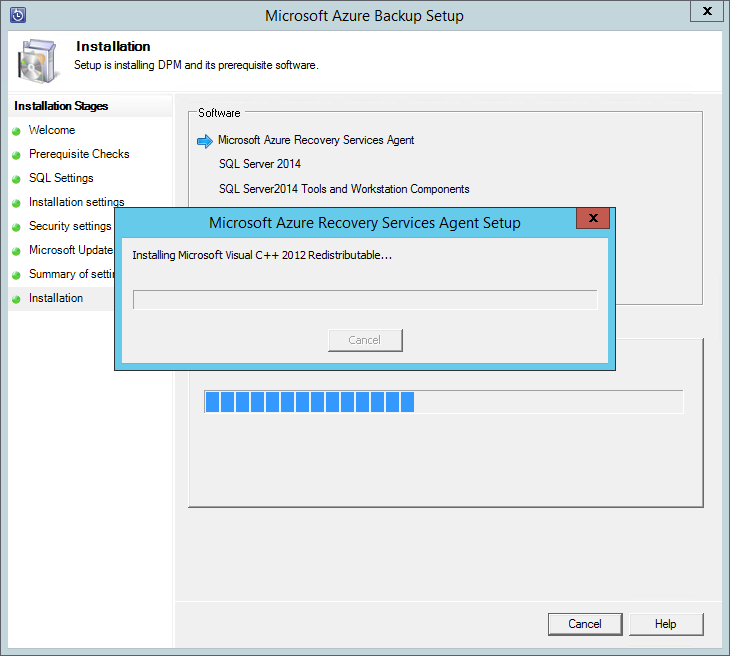 Microsoft Azure Backup Setup
x
Installation
Setup is installing DPM and its prerequisite software.
Installation Stages
Welcome
Prerequisite Checks
SQL Settings
Installation settings
Security settings
Microsoft Update
Summary of settin
Installation
Software
Microsoft Azure Recovery Services Agent
SQL Server 2014
SQL Server2014 Tools and Workstation Components
Microsoft Azure Recovery Services Agent Setup
x
Installing Microsoft Visual C++ 2012 Redistributable...
Cancel
Cancel
Help